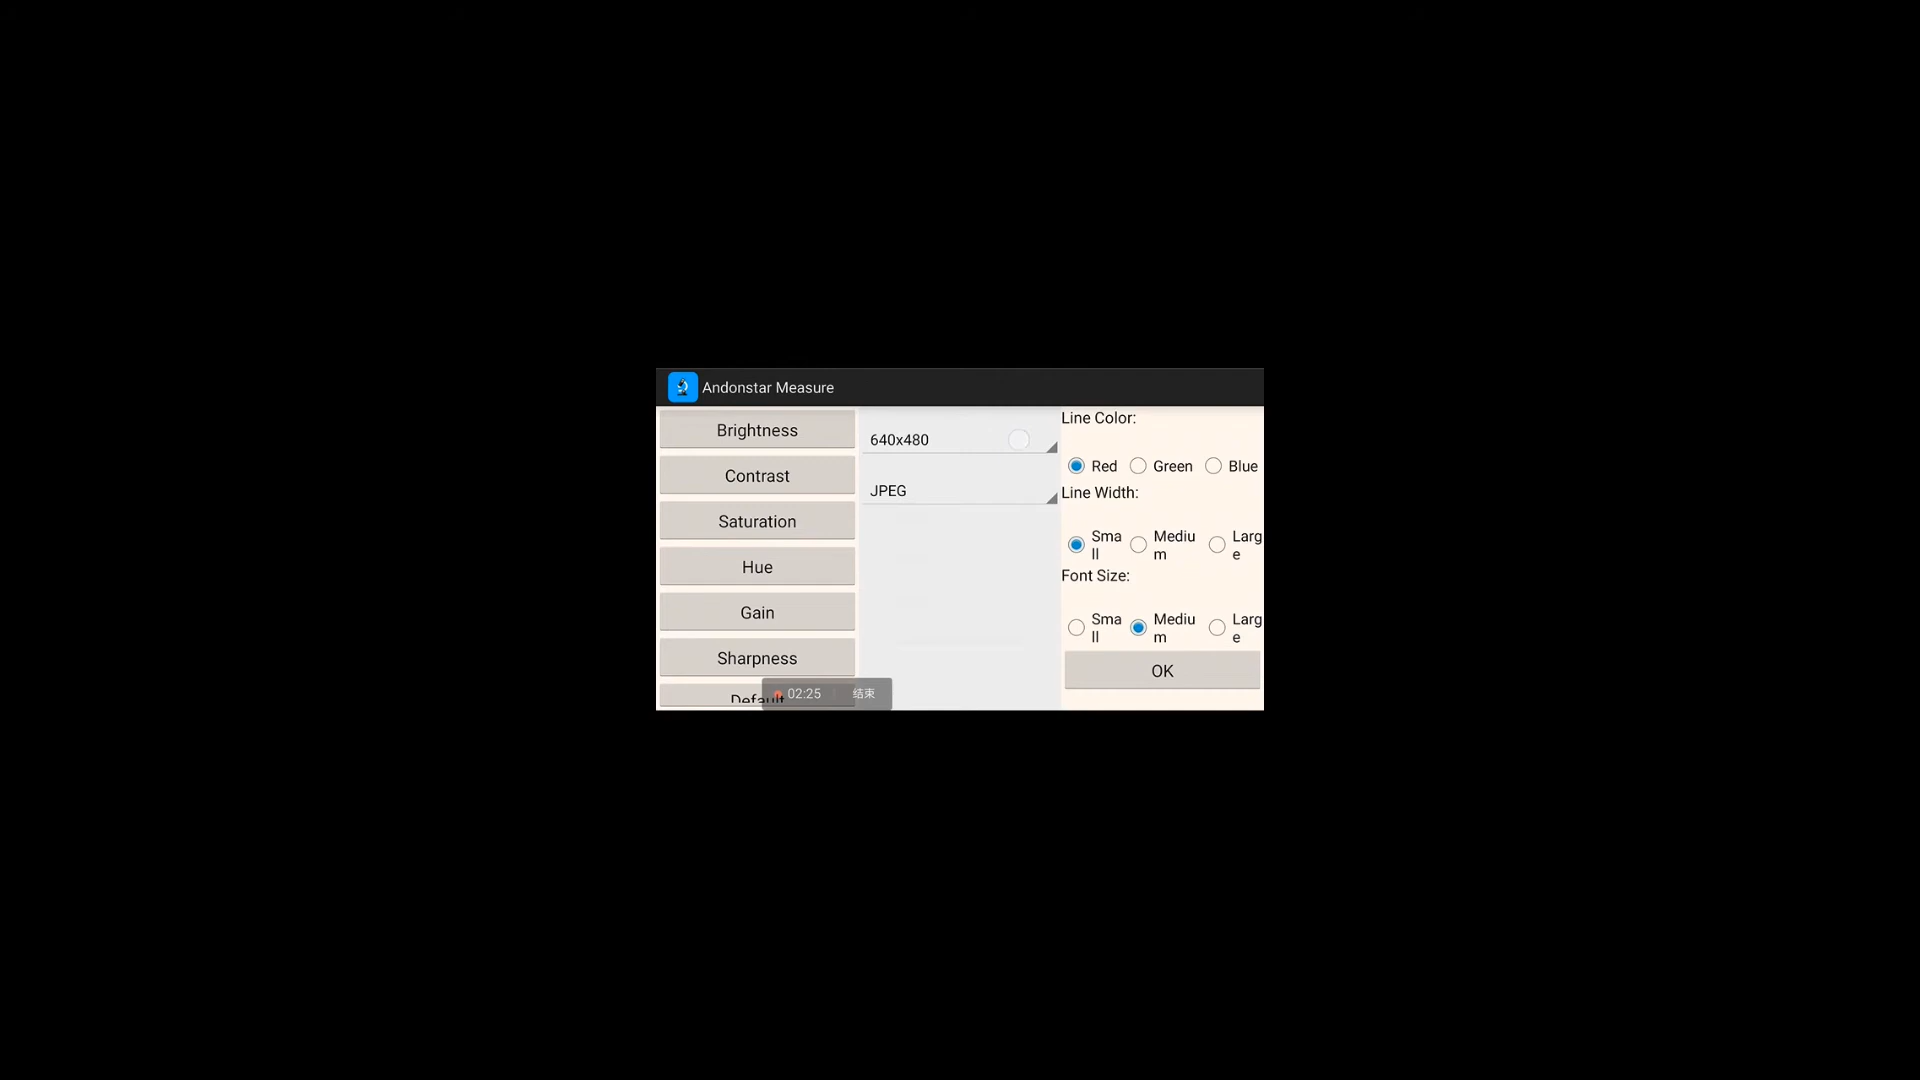 Andonstar Measure
Brightness
Contrast
Saturation
Hue
Gain
Sharpness
Default
02:25 结束
640x480
JPEG
Line Color:
Red Green Blue
Line Width:
Sma Mediu Larg
ll m e
Font Size:
Sma Mediu Larg
ll m e
OK